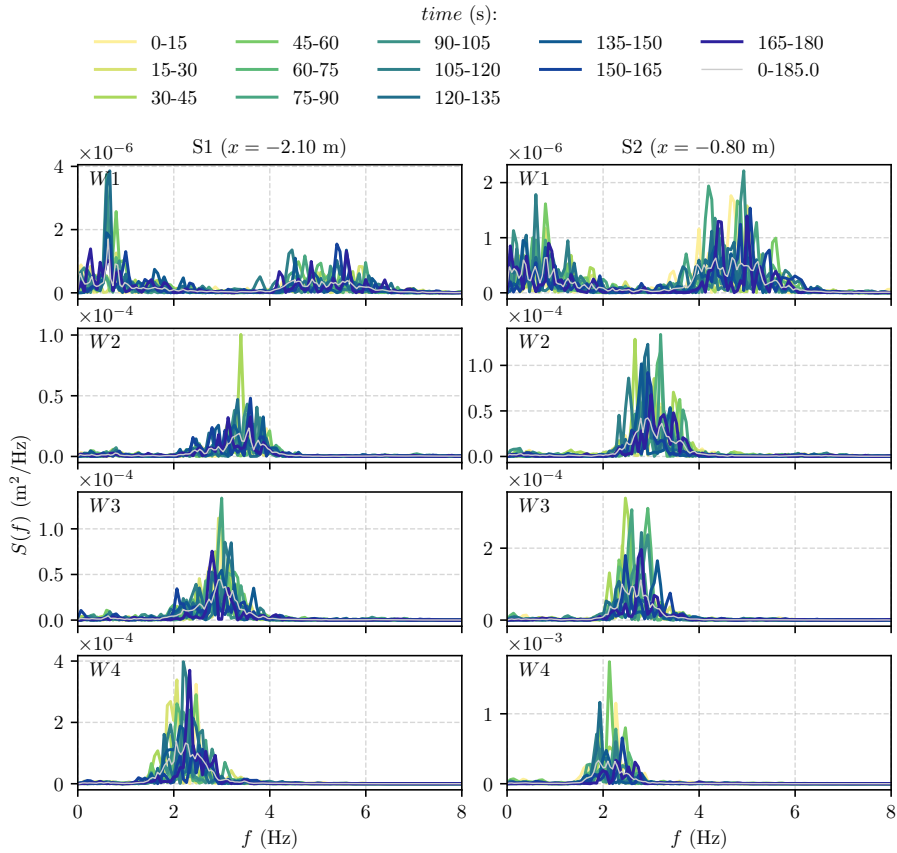 time (s):
0-15 45-60 90-105 135-150 165-180
15-30 60-75 105-120 150-165 0-185.0
30-45 75-90 120-135
×10⁻⁶ S1 (x = −2.10 m) ×10⁻⁶ S2 (x = −0.80 m)
4 W1 2 W1
2 1
0 0
×10⁻⁴ ×10⁻⁴
1.0 W2 1.0 W2
0.5 0.5
0.0 0.0
×10⁻⁴ ×10⁻⁴
1.0 W3 W3
0.5 2
0.0 0
S(f) (m²/Hz)
×10⁻⁴ ×10⁻³
4 W4 W4
2 1
0 0
0 2 4 6 8 0 2 4 6 8
f (Hz) f (Hz)